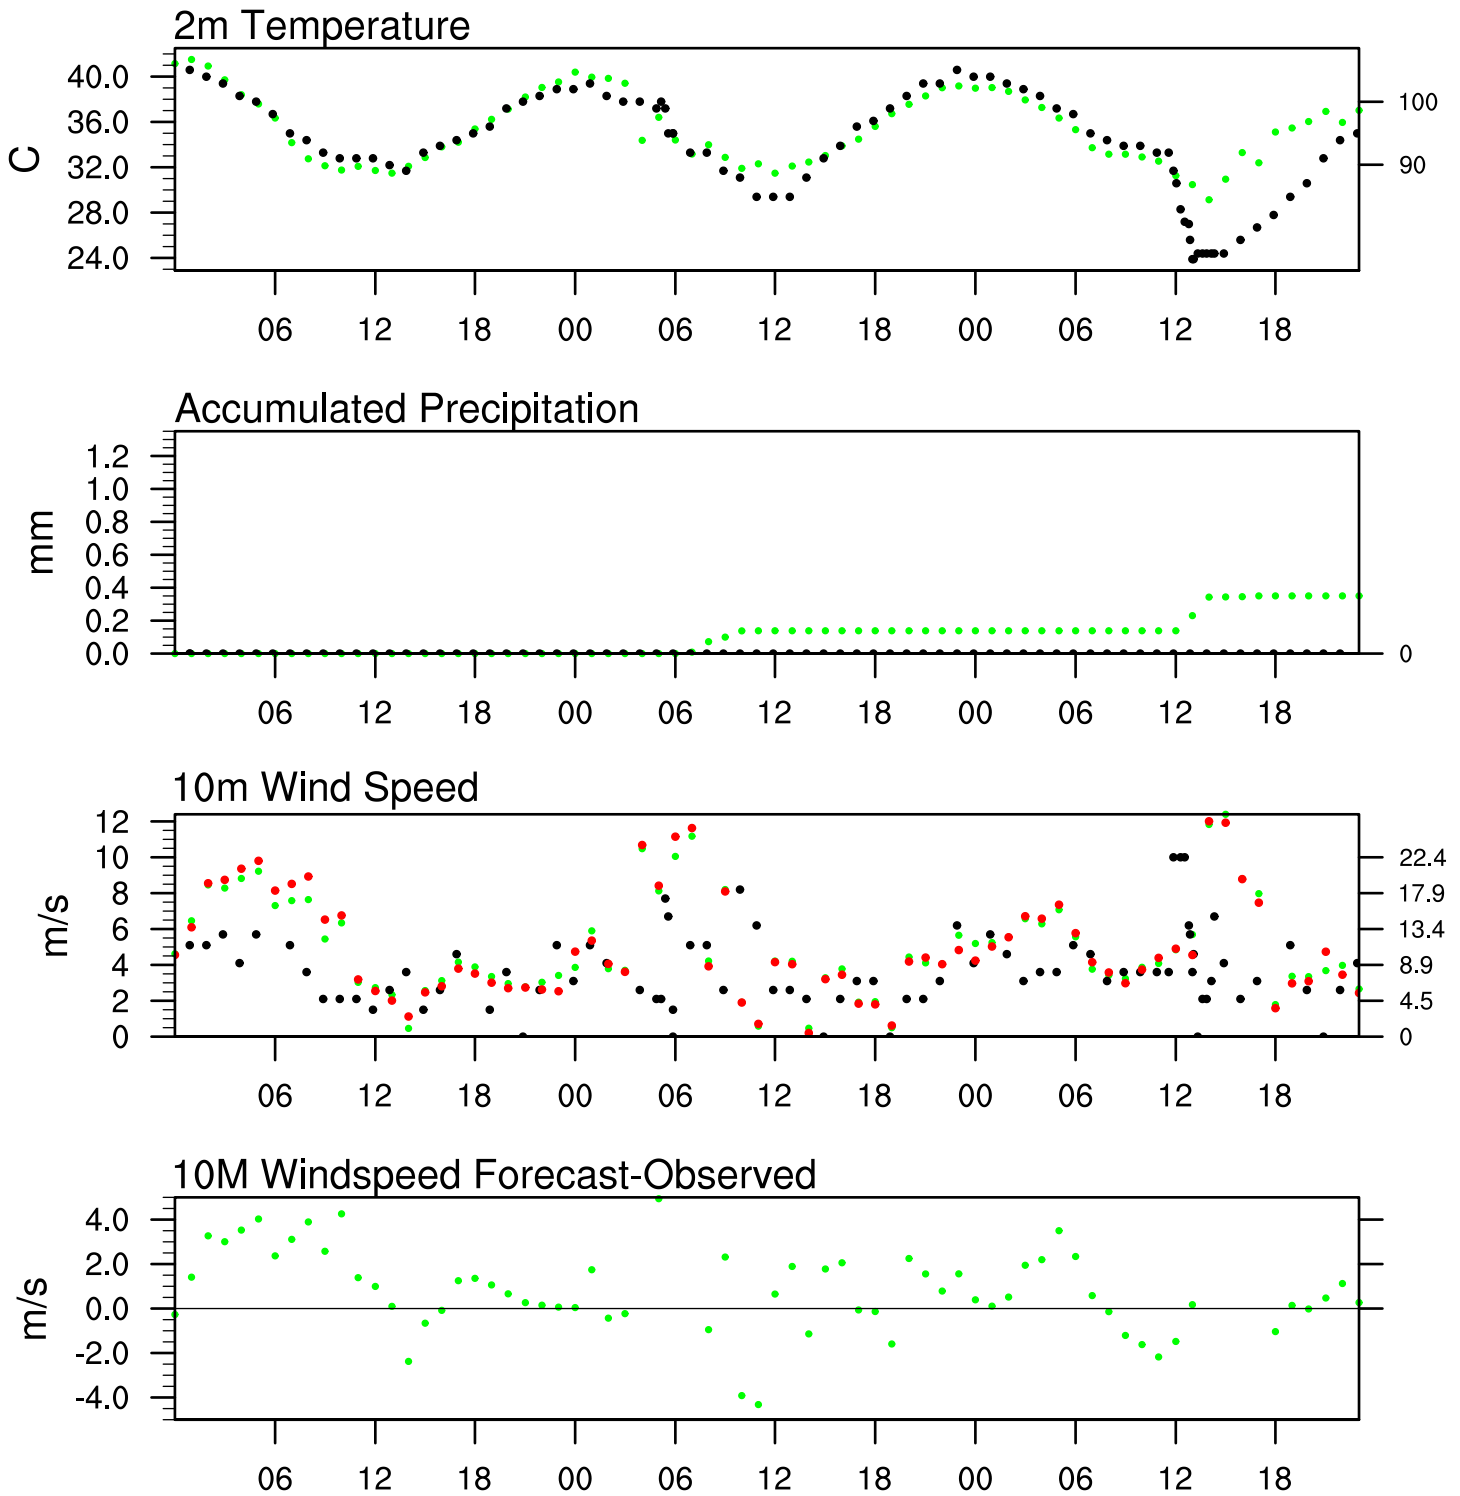 2m Temperature
40.0
36.0
32.0
28.0
24.0
C
100
90
06 12 18 00 06 12 18 00 06 12 18
Accumulated Precipitation
1.2
1.0
0.8
0.6
0.4
0.2
0.0
mm
0
06 12 18 00 06 12 18 00 06 12 18
10m Wind Speed
12
10
8
6
4
2
0
m/s
22.4
17.9
13.4
8.9
4.5
0
06 12 18 00 06 12 18 00 06 12 18
10M Windspeed Forecast-Observed
4.0
2.0
0.0
-2.0
-4.0
m/s
06 12 18 00 06 12 18 00 06 12 18